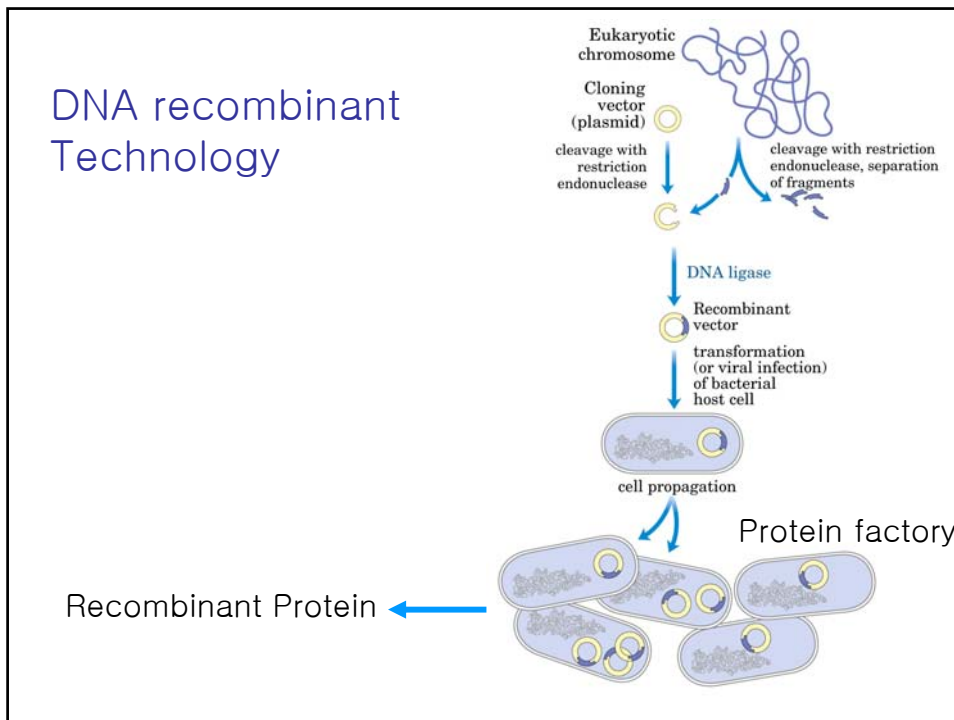 DNA recombinant
Technology
Eukaryotic
chromosome
Cloning
vector
(plasmid)
cleavage with
restriction
endonuclease
cleavage with restriction
endonuclease, separation
of fragments
DNA ligase
Recombinant
vector
transformation
(or viral infection)
of bacterial
host cell
cell propagation
Protein factory
Recombinant Protein